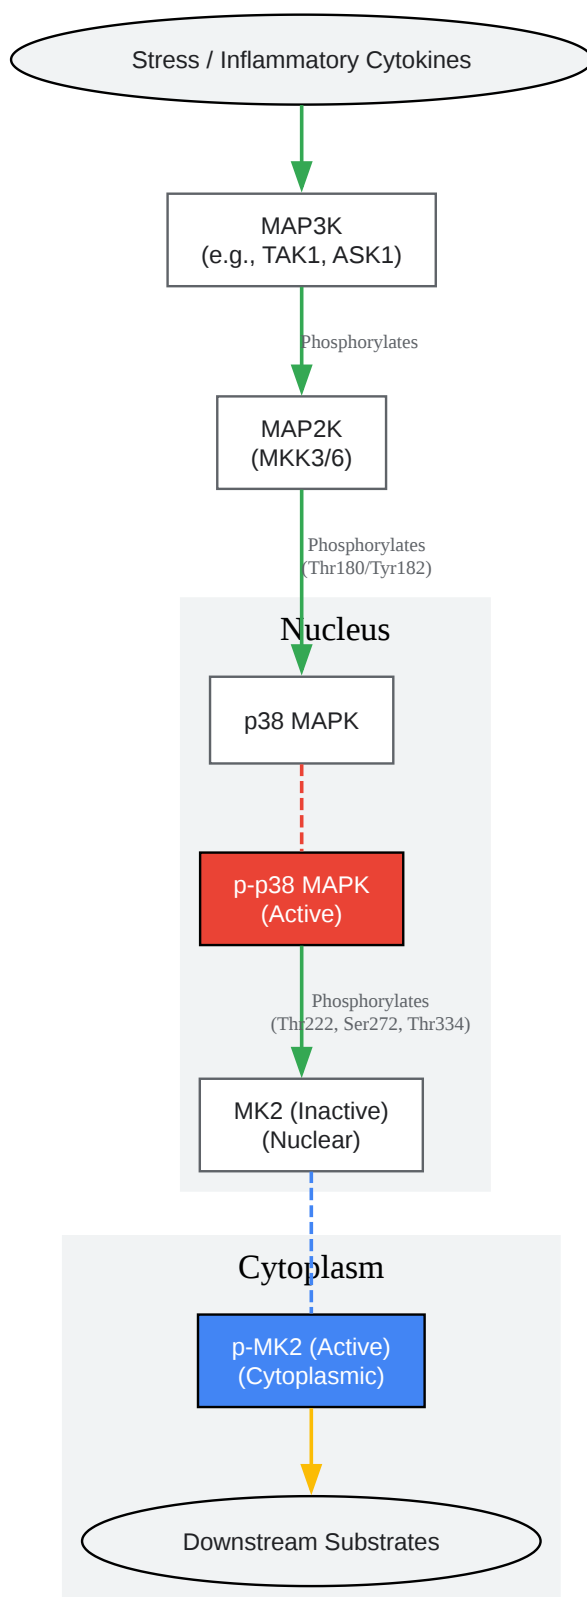 Stress / Inflammatory Cytokines
MAP3K
(e.g., TAK1, ASK1)
Phosphorylates
MAP2K
(MKK3/6)
Phosphorylates
(Thr180/Tyr182)
Nucleus
p38 MAPK
p-p38 MAPK
(Active)
Phosphorylates
(Thr222, Ser272, Thr334)
MK2 (Inactive)
(Nuclear)
Cytoplasm
p-MK2 (Active)
(Cytoplasmic)
Downstream Substrates